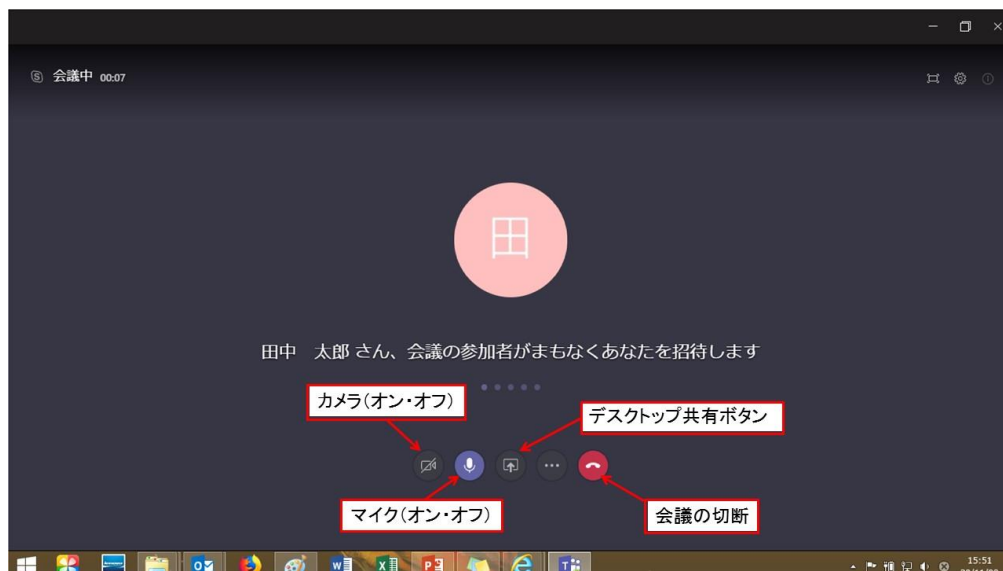 会議中 00:07
田
田中　太郎 さん、会議の参加者がまもなくあなたを招待します
カメラ(オン・オフ)
デスクトップ共有ボタン
マイク(オン・オフ)
会議の切断
15:51